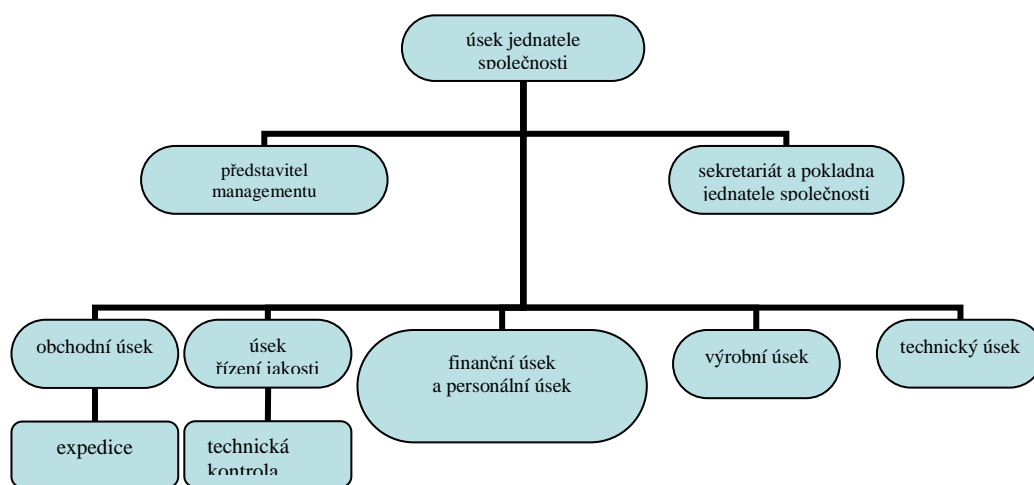 úsek jednatele
společnosti
představitel
managementu
sekretariát a pokladna
jednatele společnosti
obchodní úsek
úsek
řízení jakosti
finanční úsek
a personální úsek
výrobní úsek
technický úsek
expedice
technická
kontrola